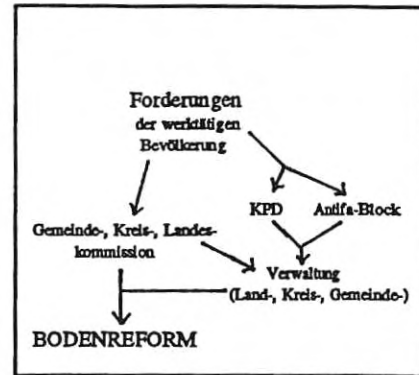 Forderungen
der werktätigen
Bevölkerung
KPD Antifa-Block
Gemeinde-, Kreis-, Landes-
kommission
Verwaltung
(Land-, Kreis-, Gemeinde-)
BODENREFORM